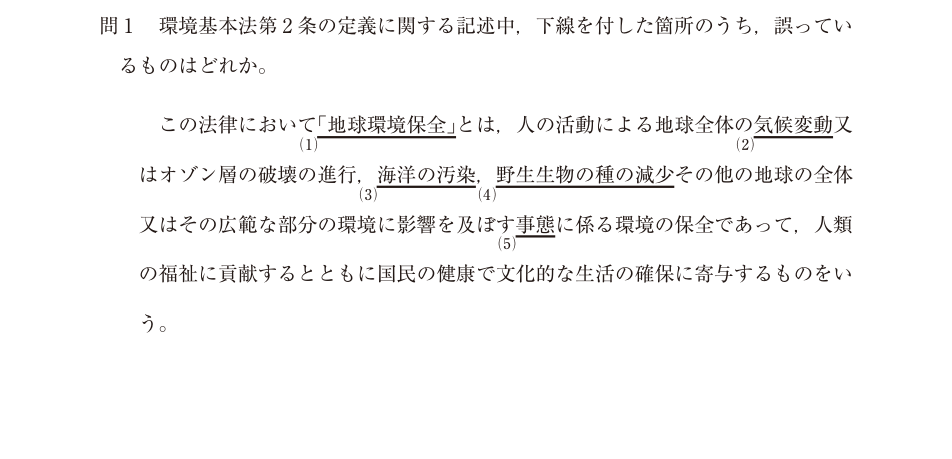 問1 環境基本法第2条の定義に関する記述中，下線を付した箇所のうち，誤ってい
るものはどれか。
この法律において「地球環境保全」とは，人の活動による地球全体の気候変動又
(1) (2)
はオゾン層の破壊の進行，海洋の汚染，野生生物の種の減少その他の地球の全体
(3) (4)
又はその広範な部分の環境に影響を及ぼす事態に係る環境の保全であって，人類
(5)
の福祉に貢献するとともに国民の健康で文化的な生活の確保に寄与するものをい
う。